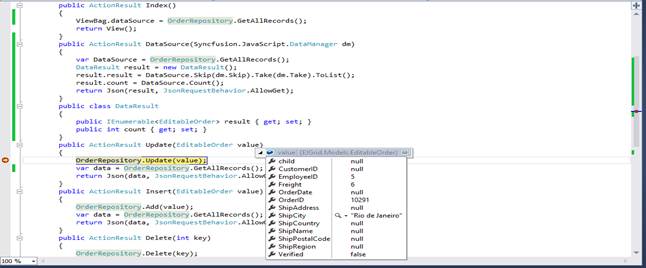 public ActionResult Index()
{
ViewBag.dataSource = OrderRepository.GetAllRecords();
return View();
}
public ActionResult DataSource(Syncfusion.JavaScript.DataManager dm)
{
var DataSource = OrderRepository.GetAllRecords();
DataResult result = new DataResult();
result.result = DataSource.Skip(dm.Skip).Take(dm.Take).ToList();
result.count = DataSource.Count();
return Json(result, JsonRequestBehavior.AllowGet);
}
public class DataResult
{
public IEnumerable<EditableOrder> result { get; set; }
public int count { get; set; }
}
public ActionResult Update(EditableOrder value)
{
value {EJGrid.Models.EditableOrder}
OrderRepository.Update(value);
var data = OrderRepository.GetAllRecords();
return Json(data, JsonRequestBehavior.AllowG
}
public ActionResult Insert(EditableOrder value)
{
OrderRepository.Add(value);
var data = OrderRepository.GetAllRecords();
return Json(data, JsonRequestBehavior.AllowG
}
public ActionResult Delete(int key)
{
OrderRepository.Delete(key);
child null
CustomerID null
EmployeeID 5
Freight 6
OrderDate null
OrderID 10291
ShipAddress null
ShipCity "Rio de Janeiro"
ShipCountry null
ShipName null
ShipPostalCode null
ShipRegion null
Verified false
100 %